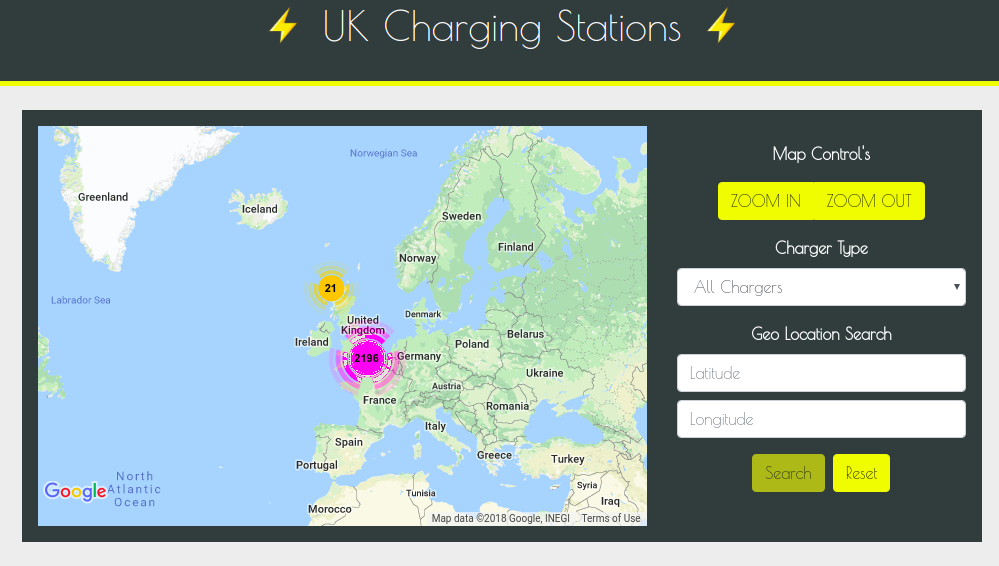 ⚡ UK Charging Stations ⚡
Norwegian Sea
Greenland
Iceland
Sweden
Finland
Norway
21
Labrador Sea
Denmark
United
Kingdom
Belarus
Ireland
Poland
2196
Germany
Ukraine
Austria
France
Romania
Italy
Spain
Greece
Turkey
Portugal
North
Atlantic
Ocean
Google
Syria
Tunisia
Iraq
Morocco
Map data ©2018 Google, INEGI
Terms of Use
Map Control's
ZOOM IN ZOOM OUT
Charger Type
All Chargers
Geo Location Search
Latitude
Longitude
Search Reset